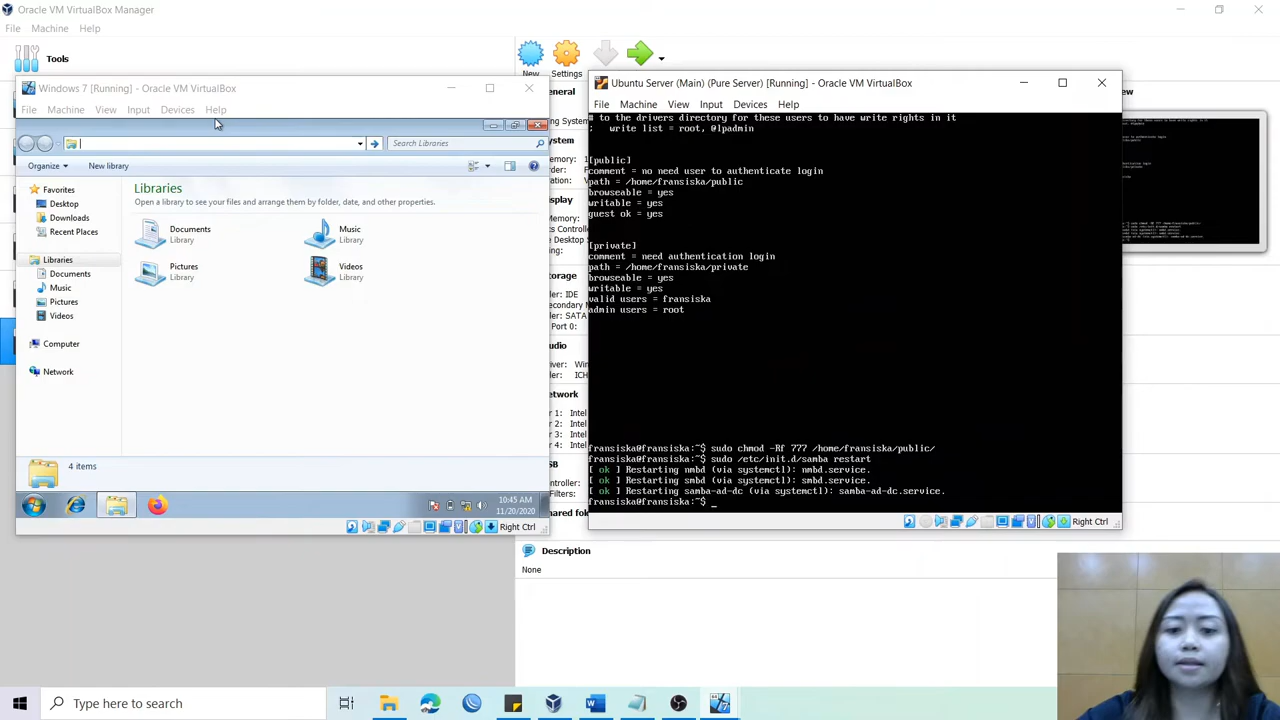 Oracle VM VirtualBox Manager
File Machine Help
Tools
New Settings
Windows 7 [Running] - Oracle VM VirtualBox
File Machine View Input Devices Help
Search Libraries
Organize New library
Favorites
Desktop
Downloads
Recent Places
Libraries
Documents
Music
Pictures
Videos
Computer
Network
Libraries
Open a library to see your files and arrange them by folder, date, and other properties.
Documents
Library
Music
Library
Pictures
Library
Videos
Library
4 items
10:45 AM
11/20/2020
Right Ctrl
Ubuntu Server (Main) (Pure Server) [Running] - Oracle VM VirtualBox
File Machine View Input Devices Help
# to the drivers directory for these users to have write rights in it
; write list = root, @lpadmin
[public]
comment = no need user to authenticate login
path = /home/fransiska/public
browseable = yes
writable = yes
guest ok = yes
[private]
comment = need authentication login
path = /home/fransiska/private
browseable = yes
writable = yes
valid users = fransiska
admin users = root
fransiska@fransiska:~$ sudo chmod -Rf 777 /home/fransiska/public/
fransiska@fransiska:~$ sudo /etc/init.d/samba restart
[ ok ] Restarting nmbd (via systemctl): nmbd.service.
[ ok ] Restarting smbd (via systemctl): smbd.service.
[ ok ] Restarting samba-ad-dc (via systemctl): samba-ad-dc.service.
fransiska@fransiska:~$ _
Right Ctrl
Description
None
Type here to search